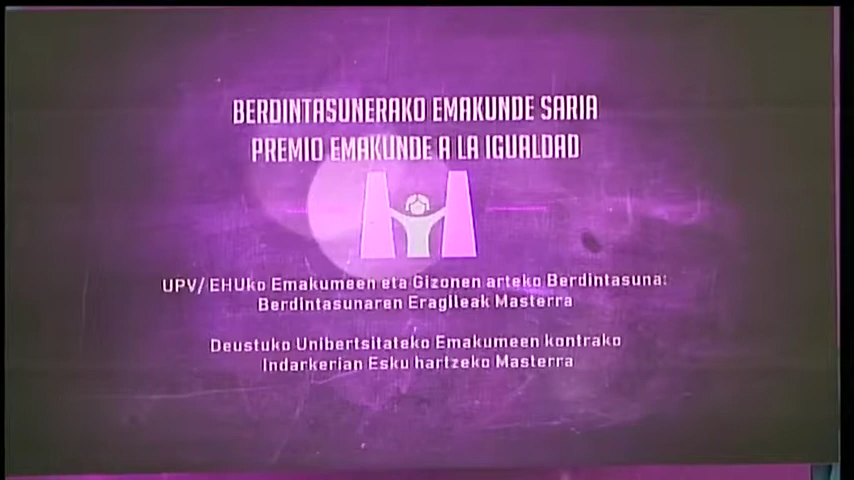 BERDINTASUNERAKO EMAKUNDE SARIA
PREMIO EMAKUNDE A LA IGUALDAD
UPV/ EHUko Emakumeen eta Gizonen arteko Berdintasuna:
Berdintasunaren Eragileak Masterra
Deustuko Unibertsitateko Emakumeen kontrako
Indarkerian Esku hartzeko Masterra